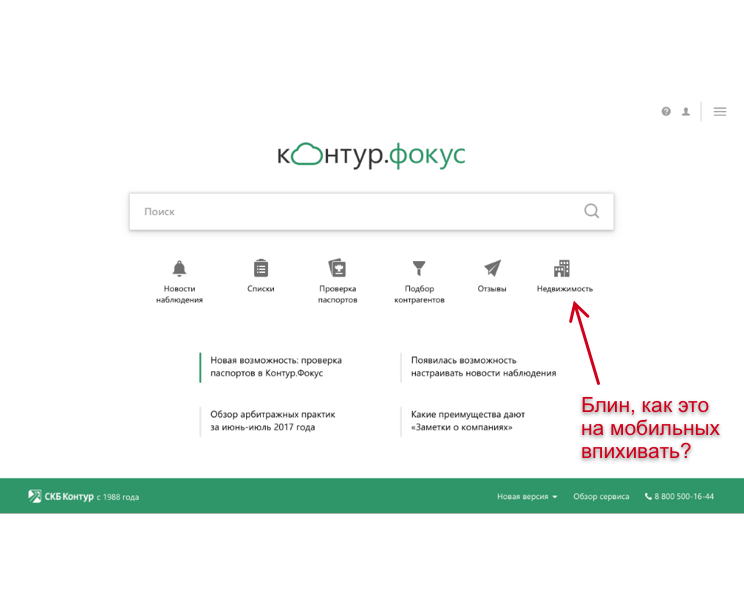 контур.фокус
Поиск
Новости
наблюдения
Списки
Проверка
паспортов
Подбор
контрагентов
Отзывы
Недвижимость
Новая возможность: проверка
паспортов в Контур.Фокус
Появилась возможность
настраивать новости наблюдения
Обзор арбитражных практик
за июнь-июль 2017 года
Какие преимущества дают
«Заметки о компаниях»
Блин, как это
на мобильных
впихивать?
СКБ Контур с 1988 года
Новая версия
Обзор сервиса
8 800 500-16-44